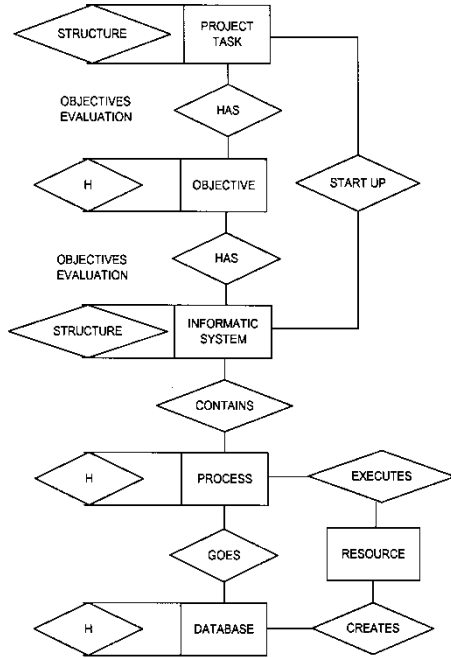 STRUCTURE
PROJECT
TASK
OBJECTIVES
EVALUATION
HAS
H
OBJECTIVE
START UP
OBJECTIVES
EVALUATION
HAS
STRUCTURE
INFORMATIC
SYSTEM
CONTAINS
H
PROCESS
EXECUTES
GOES
RESOURCE
H
DATABASE
CREATES